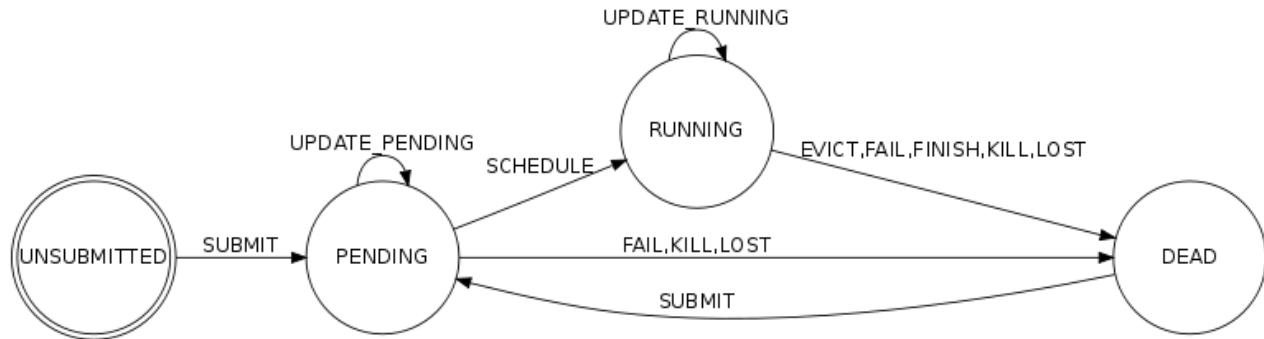 UPDATE_RUNNING
RUNNING
UPDATE_PENDING
SCHEDULE
EVICT,FAIL,FINISH,KILL,LOST
UNSUBMITTED
SUBMIT
PENDING
FAIL,KILL,LOST
DEAD
SUBMIT